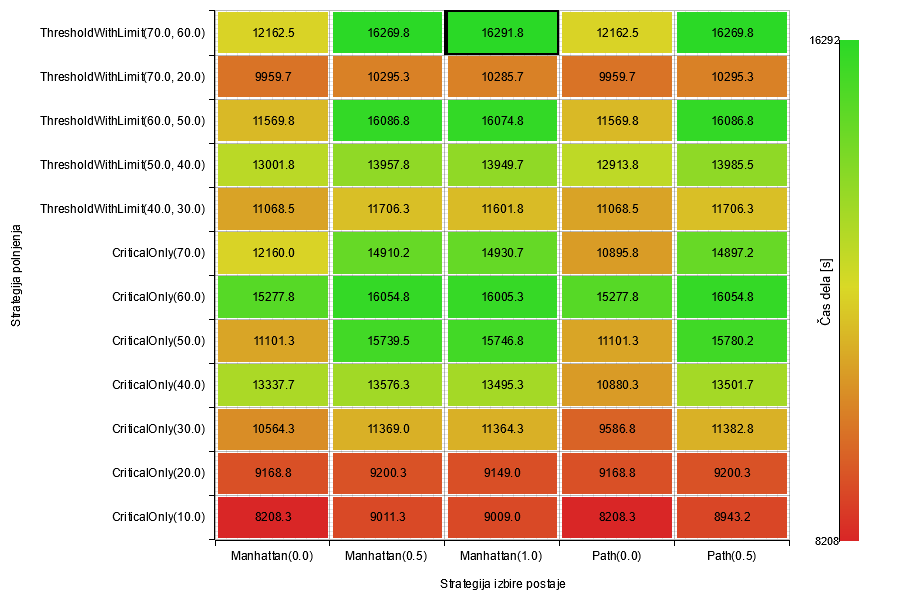 ThresholdWithLimit(70.0, 60.0) 12162.5 16269.8 16291.8 12162.5 16269.8
ThresholdWithLimit(70.0, 20.0) 9959.7 10295.3 10285.7 9959.7 10295.3
ThresholdWithLimit(60.0, 50.0) 11569.8 16086.8 16074.8 11569.8 16086.8
ThresholdWithLimit(50.0, 40.0) 13001.8 13957.8 13949.7 12913.8 13985.5
ThresholdWithLimit(40.0, 30.0) 11068.5 11706.3 11601.8 11068.5 11706.3
CriticalOnly(70.0) 12160.0 14910.2 14930.7 10895.8 14897.2
CriticalOnly(60.0) 15277.8 16054.8 16005.3 15277.8 16054.8
CriticalOnly(50.0) 11101.3 15739.5 15746.8 11101.3 15780.2
CriticalOnly(40.0) 13337.7 13576.3 13495.3 10880.3 13501.7
CriticalOnly(30.0) 10564.3 11369.0 11364.3 9586.8 11382.8
CriticalOnly(20.0) 9168.8 9200.3 9149.0 9168.8 9200.3
CriticalOnly(10.0) 8208.3 9011.3 9009.0 8208.3 8943.2
Manhattan(0.0) Manhattan(0.5) Manhattan(1.0) Path(0.0) Path(0.5)
Strategija izbire postaje
Strategija polnjenja
16292
Čas dela [s]
8208